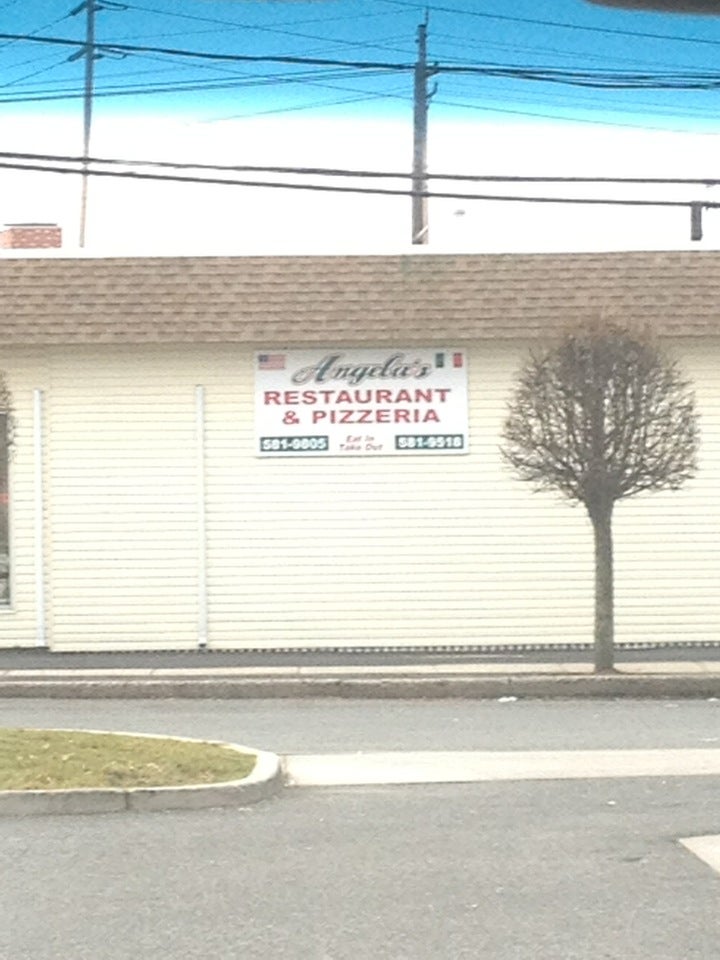 Angela's
RESTAURANT
& PIZZERIA
581-9805 Eat In 581-9518
Take Out